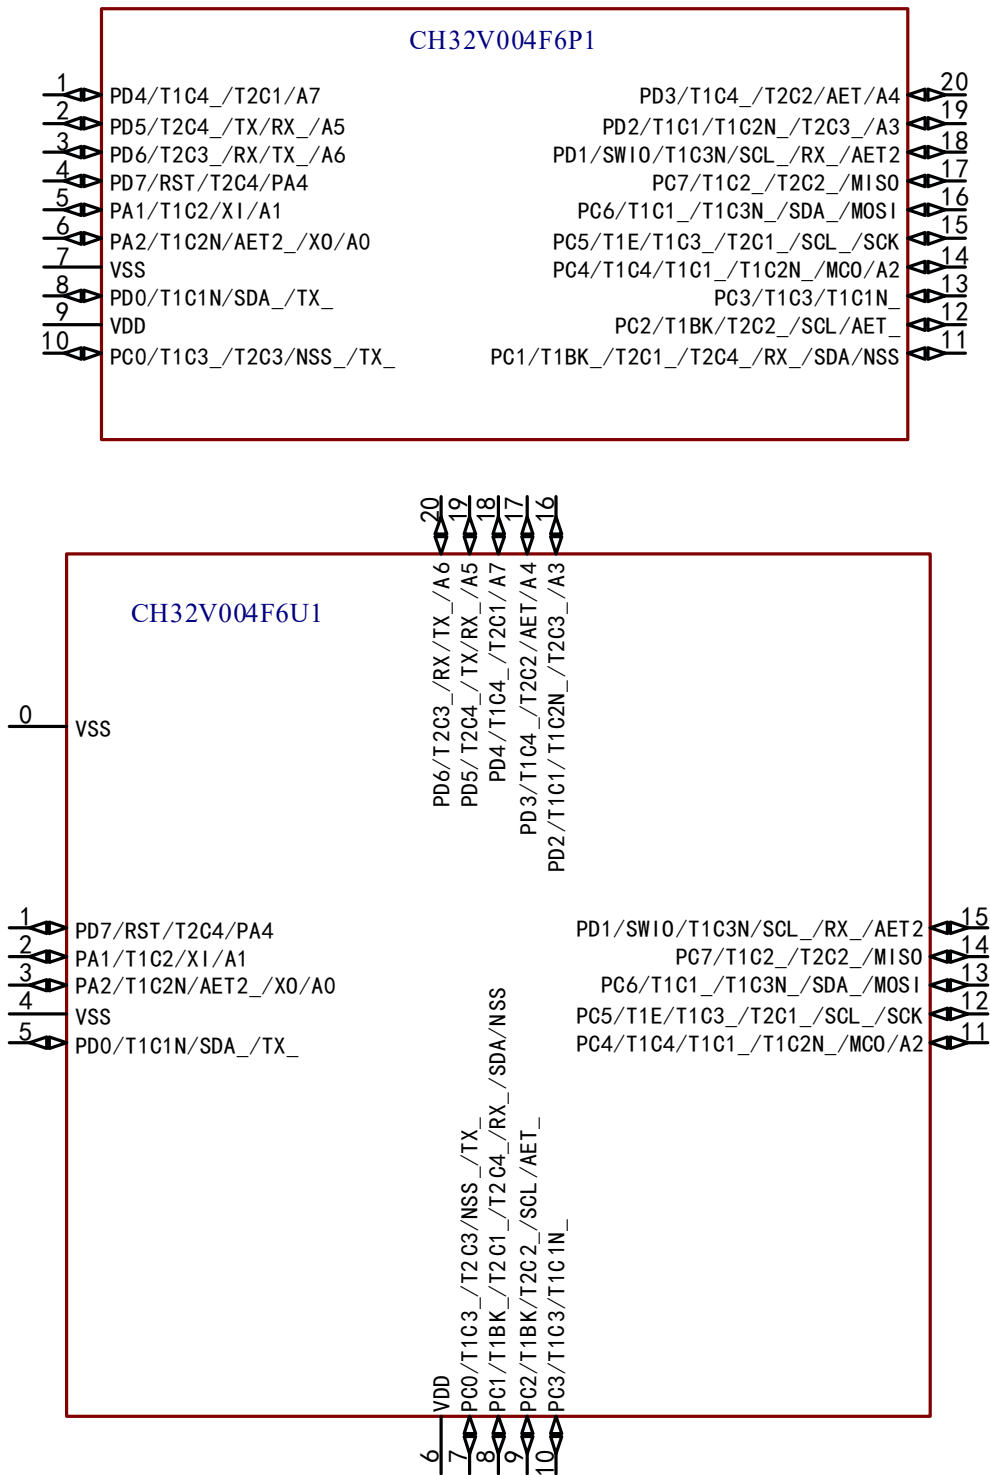 CH32V004F6P1
1 PD4/T1C4_/T2C1/A7
2 PD5/T2C4_/TX/RX_/A5
3 PD6/T2C3_/RX/TX_/A6
4 PD7/RST/T2C4/PA4
5 PA1/T1C2/XI/A1
6 PA2/T1C2N/AET2_/XO/A0
7 VSS
8 PD0/T1C1N/SDA_/TX_
9 VDD
10 PC0/T1C3_/T2C3/NSS_/TX_
PD3/T1C4_/T2C2/AET/A4 20
PD2/T1C1/T1C2N_/T2C3_/A3 19
PD1/SWIO/T1C3N/SCL_/RX_/AET2 18
PC7/T1C2_/T2C2_/MISO 17
PC6/T1C1_/T1C3N_/SDA_/MOSI 16
PC5/T1E/T1C3_/T2C1_/SCL_/SCK 15
PC4/T1C4/T1C1_/T1C2N_/MCO/A2 14
PC3/T1C3/T1C1N_ 13
PC2/T1BK/T2C2_/SCL/AET_ 12
PC1/T1BK_/T2C1_/T2C4_/RX_/SDA/NSS 11
CH32V004F6U1
PD6/T2C3_/RX/TX_/A6 20
PD5/T2C4_/TX/RX_/A5 19
PD4/T1C4_/T2C1/A7 18
PD3/T1C4_/T2C2/AET/A4 17
PD2/T1C1/T1C2N_/T2C3_/A3 16
0 VSS
1 PD7/RST/T2C4/PA4
2 PA1/T1C2/XI/A1
3 PA2/T1C2N/AET2_/XO/A0
4 VSS
5 PD0/T1C1N/SDA_/TX_
PD1/SWIO/T1C3N/SCL_/RX_/AET2 15
PC7/T1C2_/T2C2_/MISO 14
PC6/T1C1_/T1C3N_/SDA_/MOSI 13
PC5/T1E/T1C3_/T2C1_/SCL_/SCK 12
PC4/T1C4/T1C1_/T1C2N_/MCO/A2 11
6 VDD
7 PC0/T1C3_/T2C3/NSS_/TX_
8 PC1/T1BK_/T2C1_/T2C4_/RX_/SDA/NSS
9 PC2/T1BK/T2C2_/SCL/AET_
10 PC3/T1C3/T1C1N_